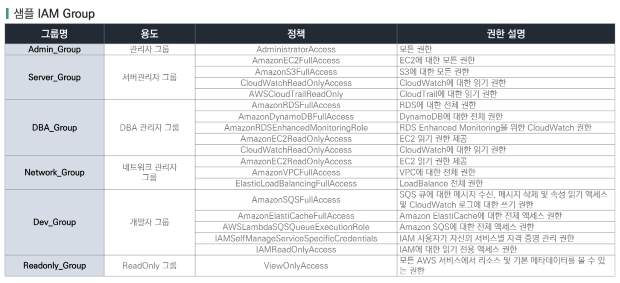 샘플 IAM Group
그룹명 용도 정책 권한 설명
Admin_Group 관리자 그룹 AdministratorAccess 모든 권한
Server_Group 서버관리자 그룹 AmazonEC2FullAccess EC2에 대한 모든 권한
AmazonS3FullAccess S3에 대한 모든 권한
CloudWatchReadOnlyAccess CloudWatch에 대한 읽기 권한
AWSCloudTrailReadOnly CloudTrail에 대한 읽기 권한
DBA_Group DBA 관리자 그룹 AmazonRDSFullAccess RDS에 대한 전체 권한
AmazonDynamoDBFullAccess DynamoDB에 대한 전체 권한
AmazonRDSEnhancedMonitoringRole RDS Enhanced Monitoring을 위한 CloudWatch 권한
AmazonEC2ReadOnlyAccess EC2 읽기 권한 제공
CloudWatchReadOnlyAccess CloudWatch에 대한 읽기 권한
Network_Group 네트워크 관리자
그룹 AmazonEC2ReadOnlyAccess EC2 읽기 권한 제공
AmazonVPCFullAccess VPC에 대한 전체 권한
ElasticLoadBalancingFullAccess LoadBalance 전체 권한
Dev_Group 개발자 그룹 AmazonSQSFullAccess SQS 큐에 대한 메시지 수신, 메시지 삭제 및 속성 읽기 액세스
및 CloudWatch 로그에 대한 쓰기 권한
AmazonElastiCacheFullAccess Amazon ElastiCache에 대한 전체 액세스 권한
AWSLambdaSQSQueueExecutionRole Amazon SQS에 대한 전체 액세스 권한
IAMSelfManageServiceSpecificCredentials IAM 사용자가 자신의 서비스별 자격 증명 관리 권한
IAMReadOnlyAccess IAM에 대한 읽기 전용 액세스 권한
Readonly_Group ReadOnly 그룹 ViewOnlyAccess 모든 AWS 서비스에서 리소스 및 기본 메타데이터를 볼 수 있
는 권한